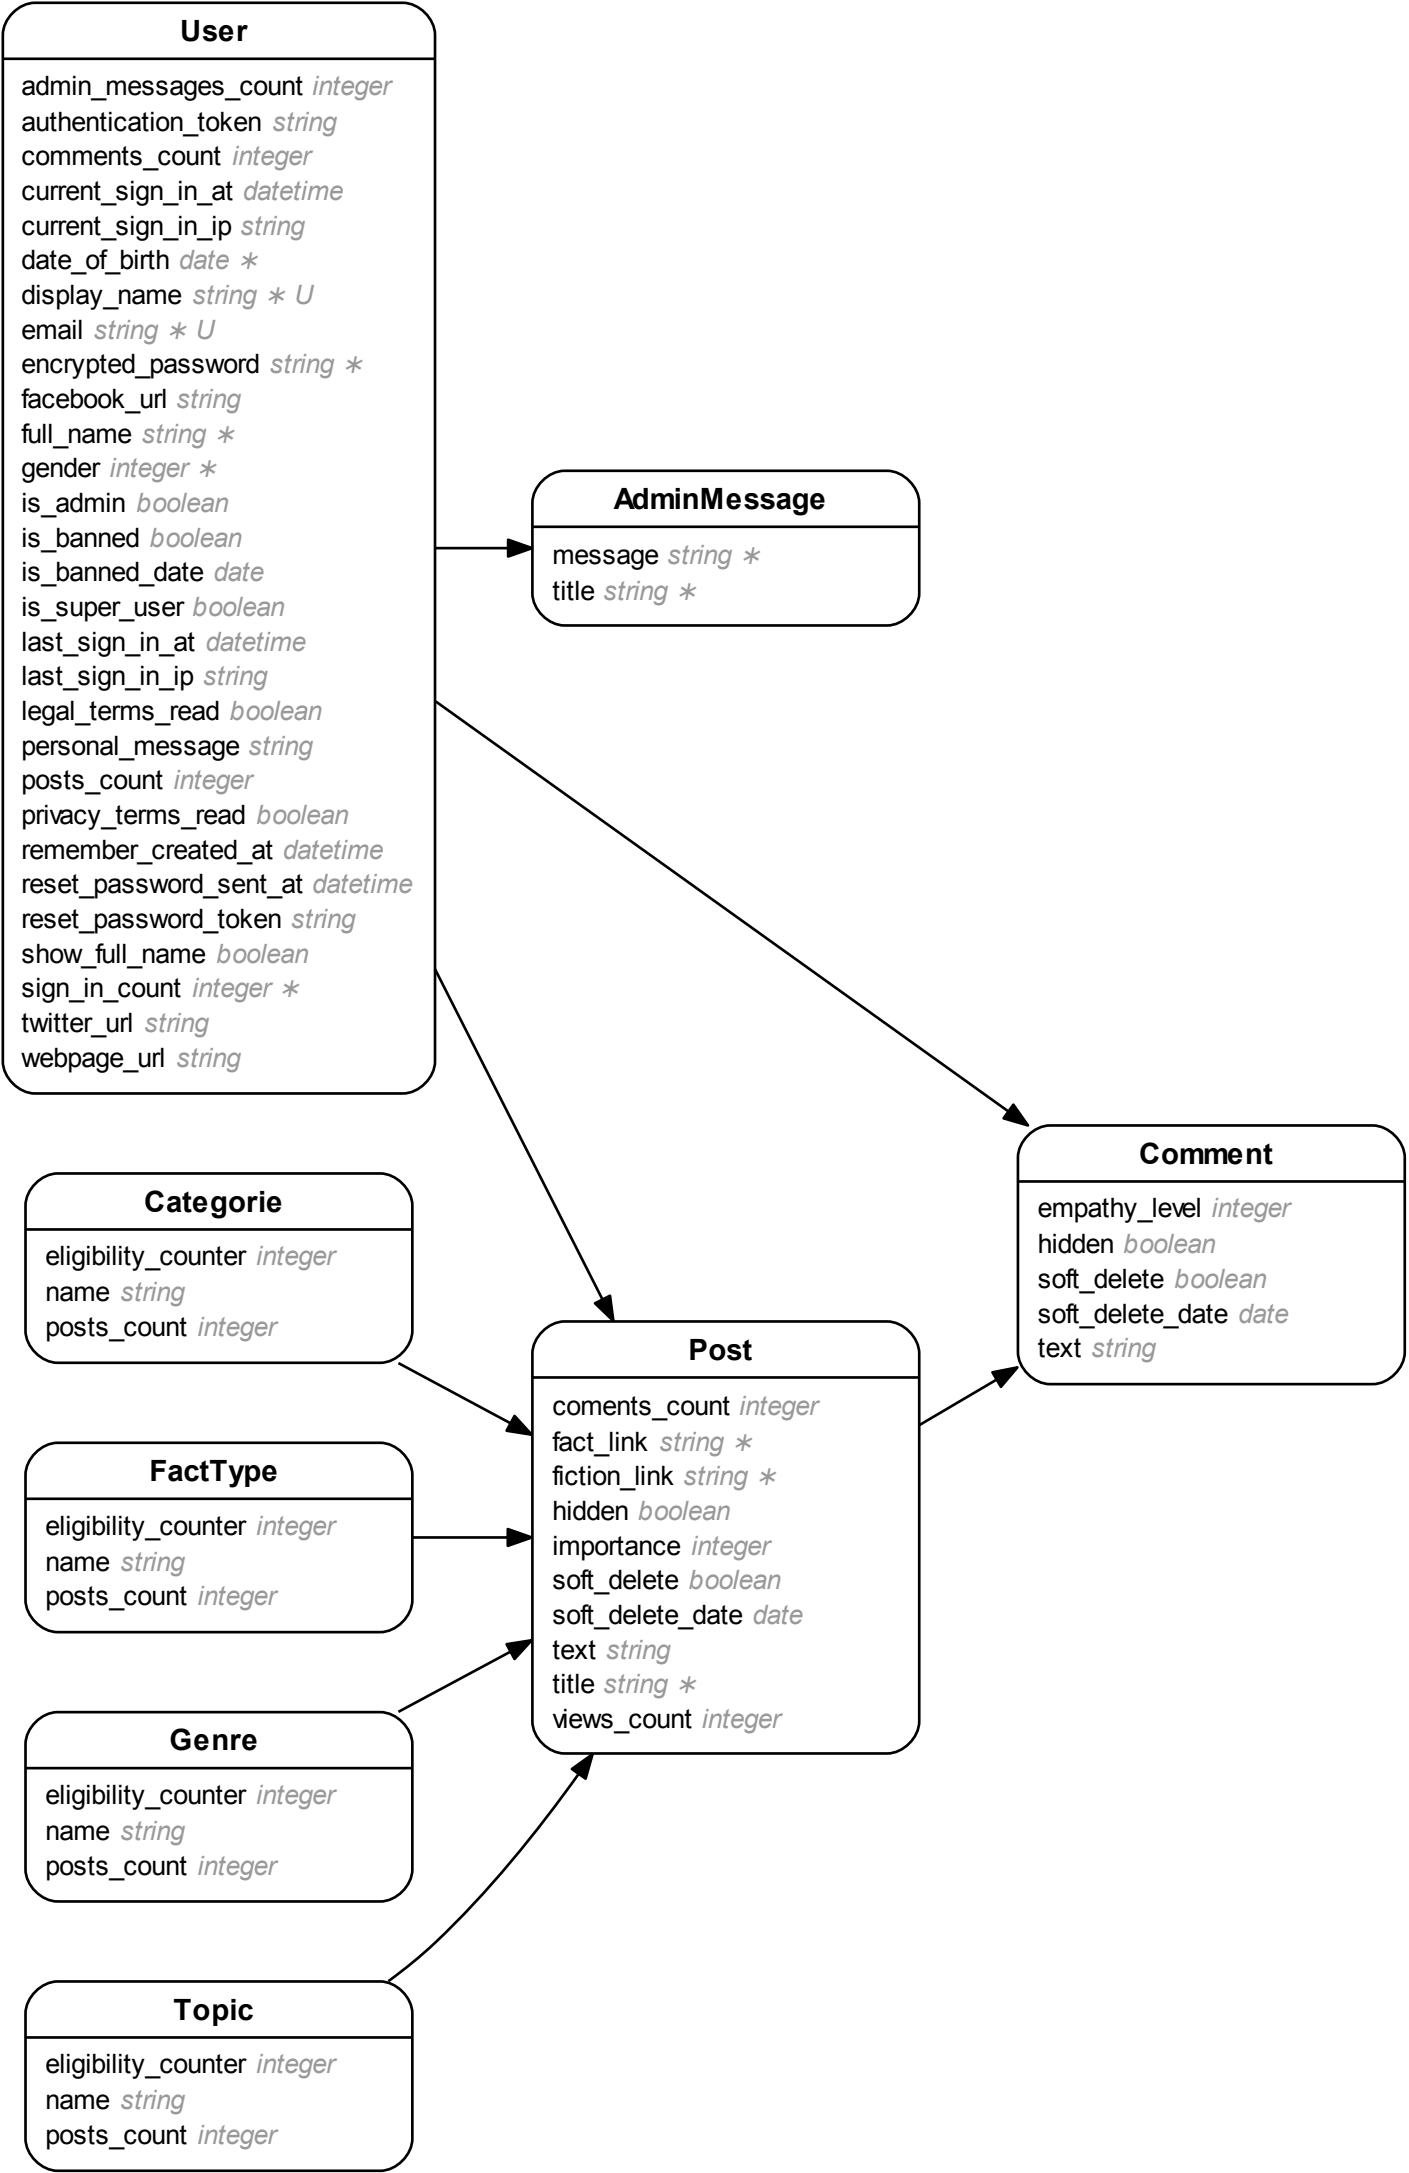 User
admin_messages_count integer
authentication_token string
comments_count integer
current_sign_in_at datetime
current_sign_in_ip string
date_of_birth date ∗
display_name string ∗ U
email string ∗ U
encrypted_password string ∗
facebook_url string
full_name string ∗
gender integer ∗
is_admin boolean
is_banned boolean
is_banned_date date
is_super_user boolean
last_sign_in_at datetime
last_sign_in_ip string
legal_terms_read boolean
personal_message string
posts_count integer
privacy_terms_read boolean
remember_created_at datetime
reset_password_sent_at datetime
reset_password_token string
show_full_name boolean
sign_in_count integer ∗
twitter_url string
webpage_url string
AdminMessage
message string ∗
title string ∗
Comment
empathy_level integer
hidden boolean
soft_delete boolean
soft_delete_date date
text string
Categorie
eligibility_counter integer
name string
posts_count integer
Post
coments_count integer
fact_link string ∗
fiction_link string ∗
hidden boolean
importance integer
soft_delete boolean
soft_delete_date date
text string
title string ∗
views_count integer
FactType
eligibility_counter integer
name string
posts_count integer
Genre
eligibility_counter integer
name string
posts_count integer
Topic
eligibility_counter integer
name string
posts_count integer